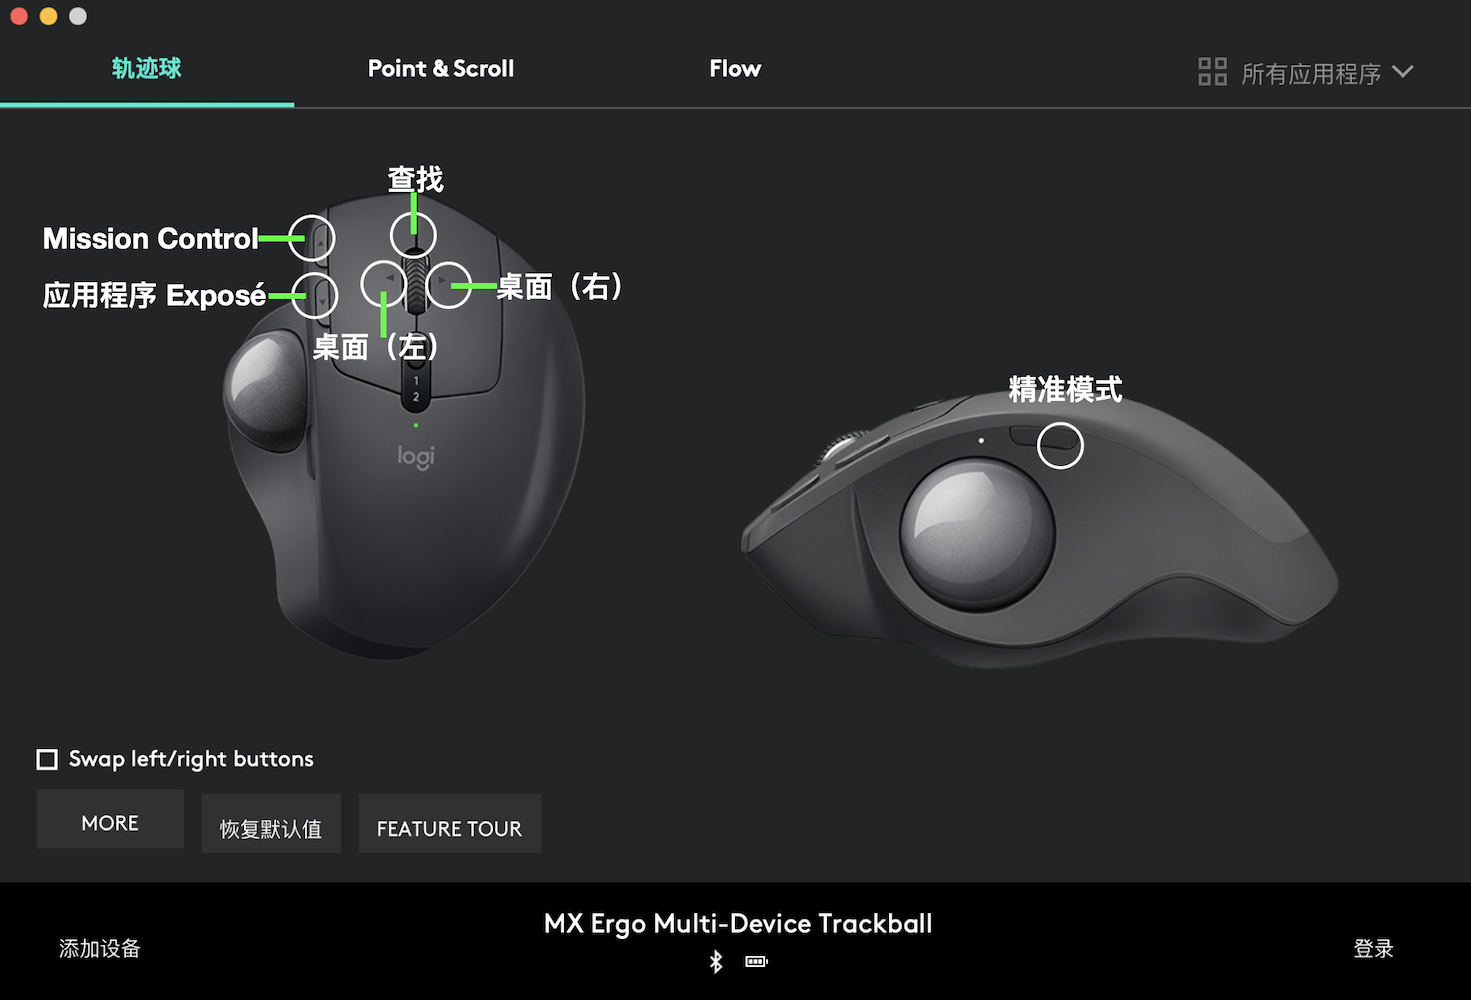 轨迹球
Point & Scroll
Flow
所有应用程序
查找
Mission Control
应用程序 Exposé
桌面（右）
桌面（左）
1
2
logi
精准模式
Swap left/right buttons
MORE
恢复默认值
FEATURE TOUR
添加设备
MX Ergo Multi-Device Trackball
登录